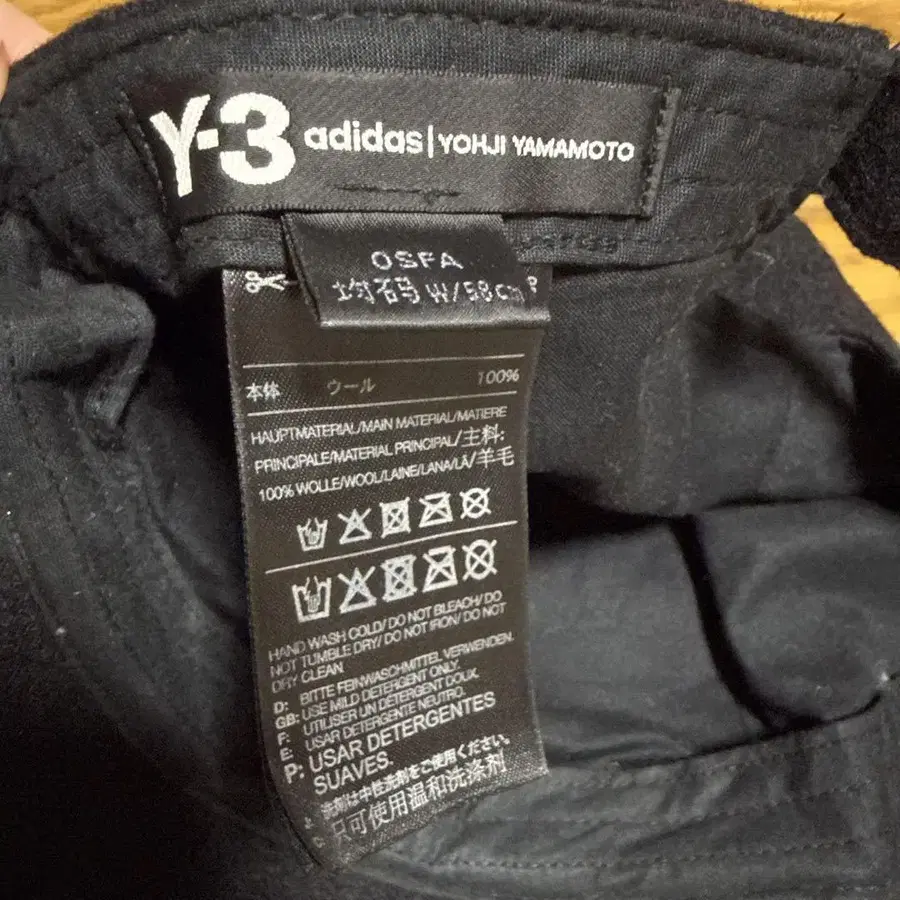 Y-3 adidas | YOHJI YAMAMOTO
OSFA
均石马 W/58cm
本体 ウール 100%
HAUPTMATERIAL/MAIN MATERIAL/MATIERE
PRINCIPALE/MATERIAL PRINCIPAL/主料:
100% WOLLE/WOOL/LAINE/LANA/LÃ/羊毛
HAND WASH COLD/ DO NOT BLEACH/ DO
NOT TUMBLE DRY/ DO NOT IRON/ DO NOT
DRY CLEAN.
D: BITTE FEINWASCHMITTEL VERWENDEN.
GB: USE MILD DETERGENT ONLY.
F: UTILISER UN DETERGENT DOUX.
E: USAR DETERGENTE NEUTRO.
P: USAR DETERGENTES
SUAVES.
洗剤は中性洗剤をご使用ください。
只可使用温和洗涤剂